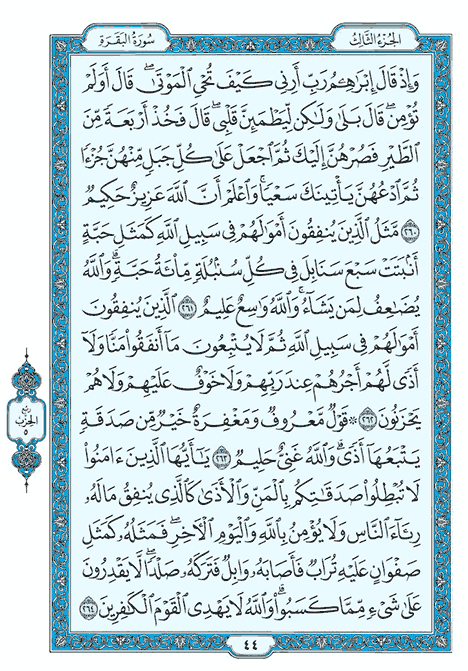 الجزء الثالث
سورة البقرة
وَإِذْ قَالَ إِبْرَٰهِـۧمُ رَبِّ أَرِنِى كَيْفَ تُحْىِ ٱلْمَوْتَىٰ ۖ قَالَ أَوَلَمْ
تُؤْمِن ۖ قَالَ بَلَىٰ وَلَـٰكِن لِّيَطْمَئِنَّ قَلْبِى ۖ قَالَ فَخُذْ أَرْبَعَةً مِّنَ
ٱلطَّيْرِ فَصُرْهُنَّ إِلَيْكَ ثُمَّ ٱجْعَلْ عَلَىٰ كُلِّ جَبَلٍ مِّنْهُنَّ جُزْءًا
ثُمَّ ٱدْعُهُنَّ يَأْتِينَكَ سَعْيًا ۚ وَٱعْلَمْ أَنَّ ٱللَّهَ عَزِيزٌ حَكِيمٌ
٢٦٠ مَّثَلُ ٱلَّذِينَ يُنفِقُونَ أَمْوَٰلَهُمْ فِى سَبِيلِ ٱللَّهِ كَمَثَلِ حَبَّةٍ
أَنۢبَتَتْ سَبْعَ سَنَابِلَ فِى كُلِّ سُنۢبُلَةٍ مِّا۟ئَةُ حَبَّةٍ ۗ وَٱللَّهُ
يُضَـٰعِفُ لِمَن يَشَآءُ ۗ وَٱللَّهُ وَٰسِعٌ عَلِيمٌ ٢٦١ ٱلَّذِينَ يُنفِقُونَ
أَمْوَٰلَهُمْ فِى سَبِيلِ ٱللَّهِ ثُمَّ لَا يُتْبِعُونَ مَآ أَنفَقُوا۟ مَنًّا وَلَآ
أَذًى ۙ لَّهُمْ أَجْرُهُمْ عِندَ رَبِّهِمْ وَلَا خَوْفٌ عَلَيْهِمْ وَلَا هُمْ
يَحْزَنُونَ ٢٦٢ ۞ قَوْلٌ مَّعْرُوفٌ وَمَغْفِرَةٌ خَيْرٌ مِّن صَدَقَةٍ
يَتْبَعُهَآ أَذًى ۗ وَٱللَّهُ غَنِىٌّ حَلِيمٌ ٢٦٣ يَـٰٓأَيُّهَا ٱلَّذِينَ ءَامَنُوا۟
لَا تُبْطِلُوا۟ صَدَقَـٰتِكُم بِٱلْمَنِّ وَٱلْأَذَىٰ كَٱلَّذِى يُنفِقُ مَالَهُۥ
رِئَآءَ ٱلنَّاسِ وَلَا يُؤْمِنُ بِٱللَّهِ وَٱلْيَوْمِ ٱلْـَٔاخِرِ ۖ فَمَثَلُهُۥ كَمَثَلِ
صَفْوَانٍ عَلَيْهِ تُرَابٌ فَأَصَابَهُۥ وَابِلٌ فَتَرَكَهُۥ صَلْدًا ۖ لَّا يَقْدِرُونَ
عَلَىٰ شَىْءٍ مِّمَّا كَسَبُوا۟ ۗ وَٱللَّهُ لَا يَهْدِى ٱلْقَوْمَ ٱلْكَـٰفِرِينَ ٢٦٤
ربع
الحزب
٥
٤٤